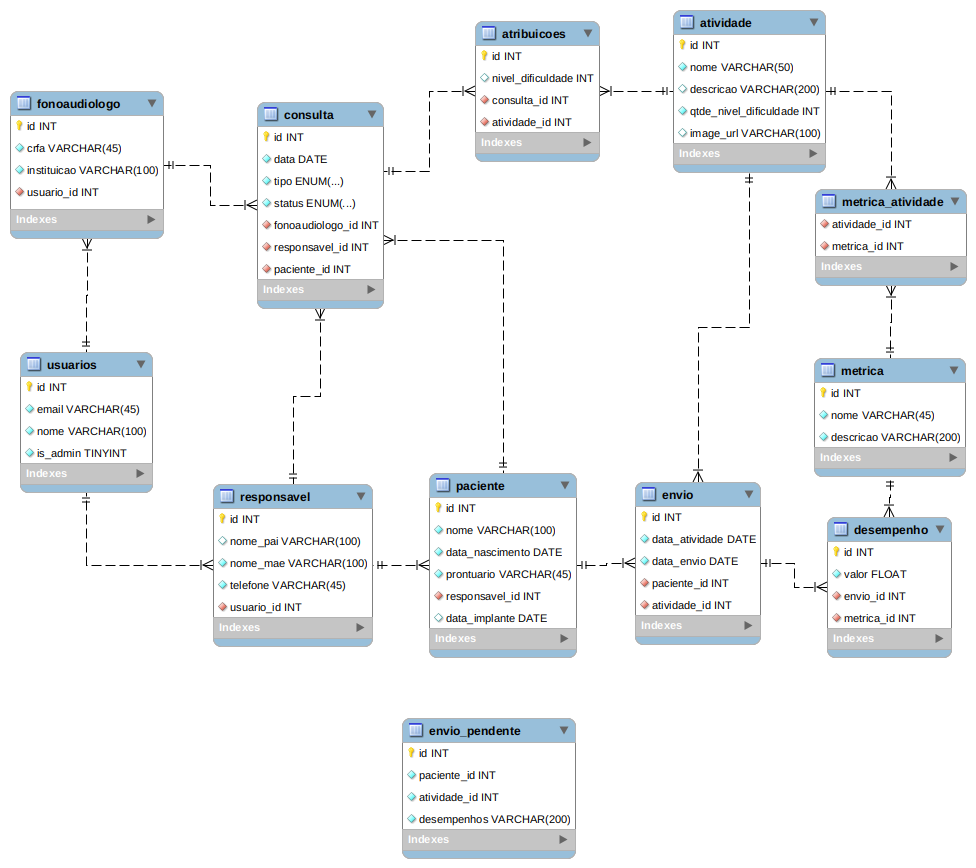 fonoaudiologo
id INT
crfa VARCHAR(45)
instituicao VARCHAR(100)
usuario_id INT
Indexes
consulta
id INT
data DATE
tipo ENUM(...)
status ENUM(...)
fonoaudiologo_id INT
responsavel_id INT
paciente_id INT
Indexes
atribuicoes
id INT
nivel_dificuldade INT
consulta_id INT
atividade_id INT
Indexes
atividade
id INT
nome VARCHAR(50)
descricao VARCHAR(200)
qtde_nivel_dificuldade INT
image_url VARCHAR(100)
Indexes
metrica_atividade
atividade_id INT
metrica_id INT
Indexes
usuarios
id INT
email VARCHAR(45)
nome VARCHAR(100)
is_admin TINYINT
Indexes
metrica
id INT
nome VARCHAR(45)
descricao VARCHAR(200)
Indexes
responsavel
id INT
nome_pai VARCHAR(100)
nome_mae VARCHAR(100)
telefone VARCHAR(45)
usuario_id INT
Indexes
paciente
id INT
nome VARCHAR(100)
data_nascimento DATE
prontuario VARCHAR(45)
responsavel_id INT
data_implante DATE
Indexes
envio
id INT
data_atividade DATE
data_envio DATE
paciente_id INT
atividade_id INT
Indexes
desempenho
id INT
valor FLOAT
envio_id INT
metrica_id INT
Indexes
envio_pendente
id INT
paciente_id INT
atividade_id INT
desempenhos VARCHAR(200)
Indexes